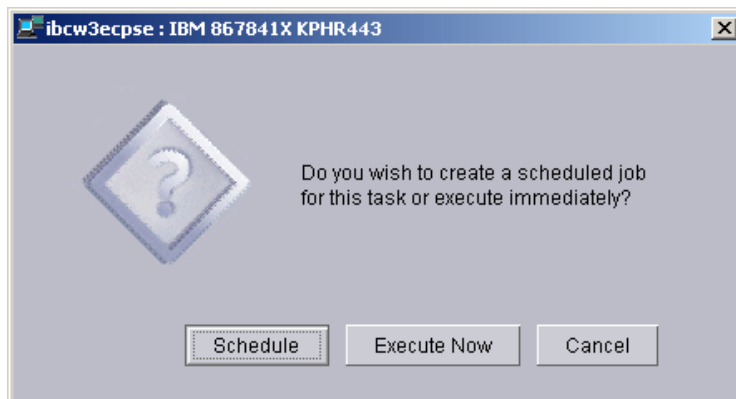 ibcw3ecpse : IBM 867841X KPHR443
Do you wish to create a scheduled job
for this task or execute immediately?
Schedule Execute Now Cancel